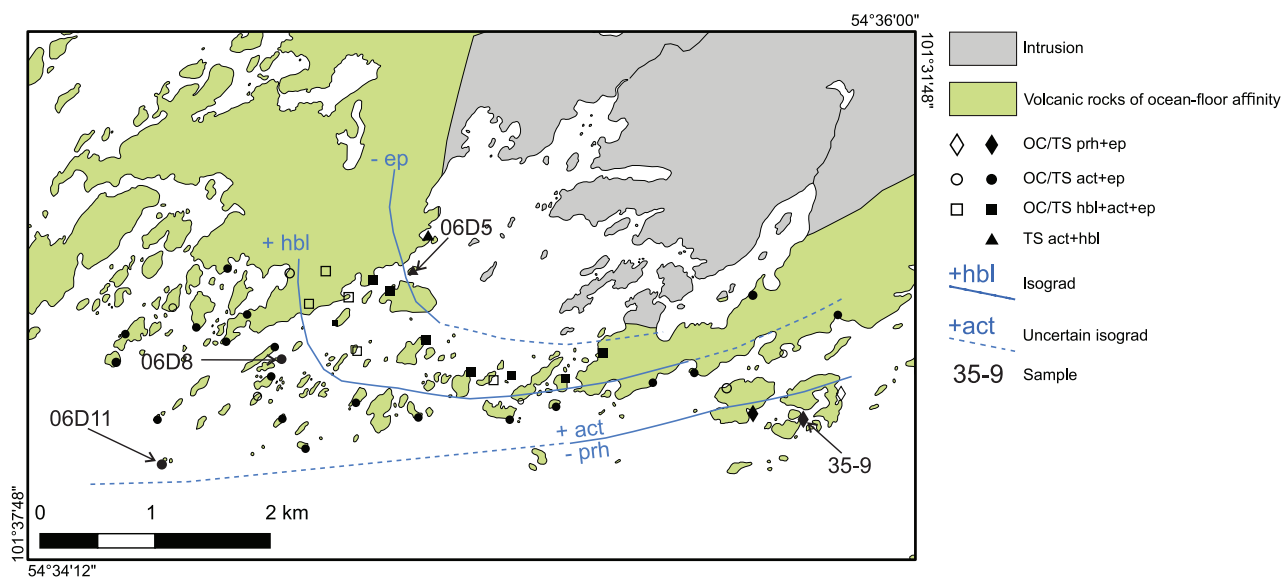 54°36'00"
101°31'48"
Intrusion
Volcanic rocks of ocean-floor affinity
OC/TS prh+ep
OC/TS act+ep
OC/TS hbl+act+ep
TS act+hbl
+hbl Isograd
+act Uncertain isograd
35-9 Sample
- ep
06D5
+ hbl
06D8
06D11
+ act
- prh
35-9
0 1 2 km
101°37'48"
54°34'12"